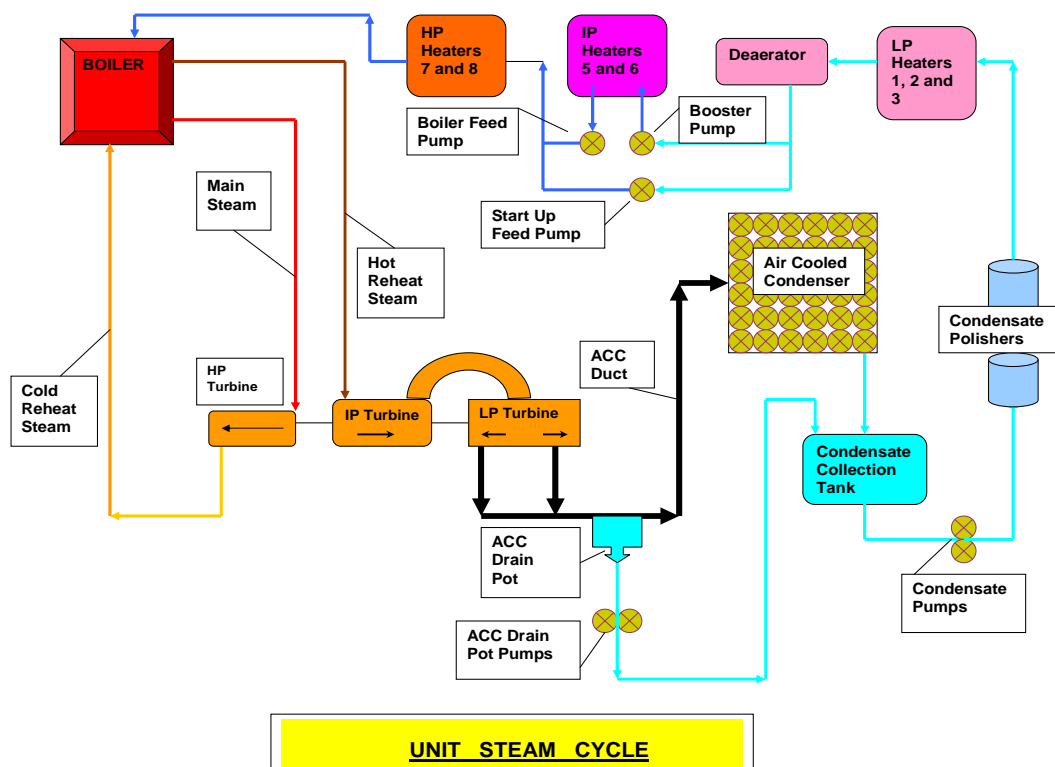 HP
Heaters
7 and 8
IP
Heaters
5 and 6
Deaerator
LP
Heaters
1, 2 and
3
BOILER
Boiler Feed
Pump
Booster
Pump
Main
Steam
Start Up
Feed Pump
Hot
Reheat
Steam
Air Cooled
Condenser
Condensate
Polishers
ACC
Duct
HP
Turbine
Cold
Reheat
Steam
IP Turbine
LP Turbine
Condensate
Collection
Tank
ACC
Drain
Pot
Condensate
Pumps
ACC Drain
Pot Pumps
UNIT STEAM CYCLE